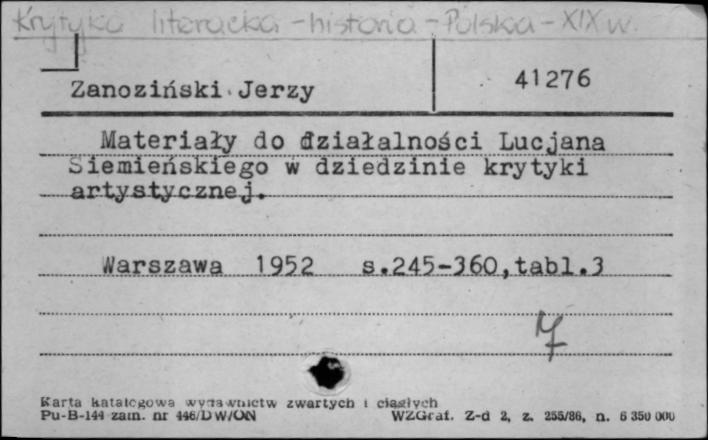 Krytyka literacka - historia - Polska - XIX w.
Zanoziński Jerzy
41276
Materiały do działalności Lucjana
Siemieńskiego w dziedzinie krytyki
artystycznej.
Warszawa 1952 s.245-360,tabl.3
7
Karta katalogowa wydawnictw zwartych i ciągłych
Pu-B-144 zam. nr 446/DW/ON WZGraf. Z-d 2, z. 255/86, n. 6 350 000